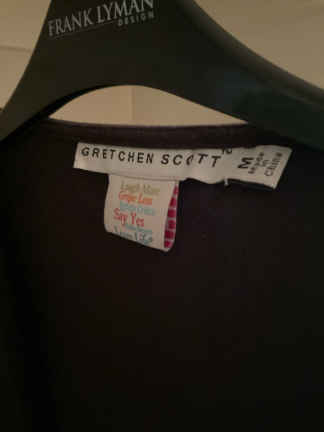 FRANK LYMAN
DESIGN
GRETCHEN SCOTT
M
Made
in
China
Laugh More
Gripe Less
Say Yes